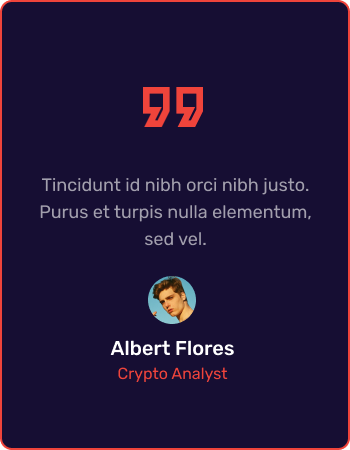 Tincidunt id nibh orci nibh justo.
Purus et turpis nulla elementum,
sed vel.
Albert Flores
Crypto Analyst